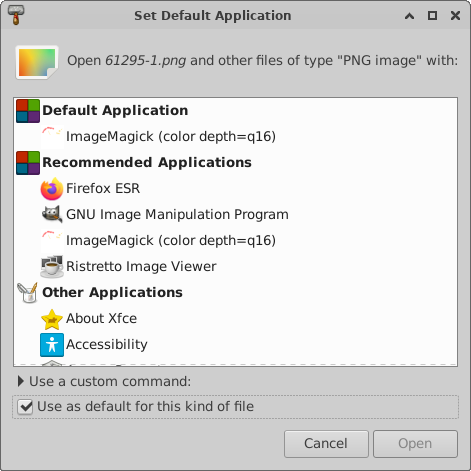 Set Default Application
Open 61295-1.png and other files of type "PNG image" with:
Default Application
ImageMagick (color depth=q16)
Recommended Applications
Firefox ESR
GNU Image Manipulation Program
ImageMagick (color depth=q16)
Ristretto Image Viewer
Other Applications
About Xfce
Accessibility
Use a custom command:
Use as default for this kind of file
Cancel
Open